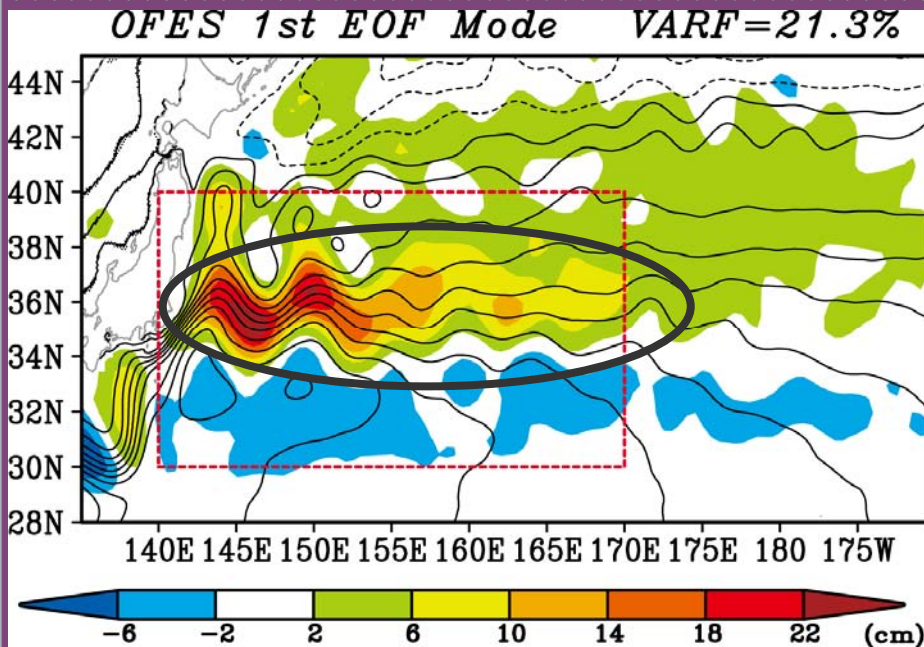 OFES 1st EOF Mode VARF=21.3%
44N
42N
40N
38N
36N
34N
32N
30N
28N
140E 145E 150E 155E 160E 165E 170E 175E 180 175W
-6 -2 2 6 10 14 18 22 (cm)